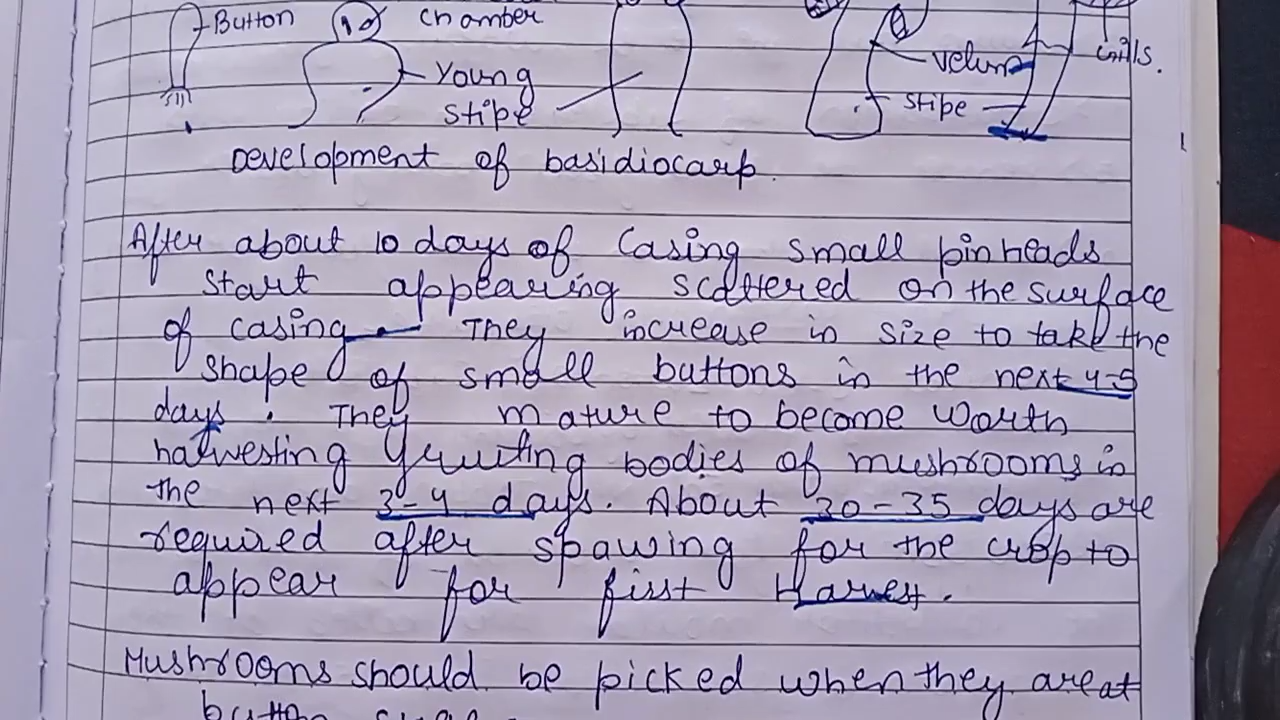 Button
chamber
Young
stipe
velum
stipe
gills.
Development of basidiocarp.
After about 10 days of Casing small pinheads
start appearing scattered on the surface
of casing They increase in size to take the
shape of small buttons in the next 4-5
days. They mature to become worth
harvesting fruiting bodies of mushrooms in
the next 3-4 days. About 30-35 days are
required after spawing for the crop to
appear for first Harvest.
Mushrooms should be picked when they are at
button